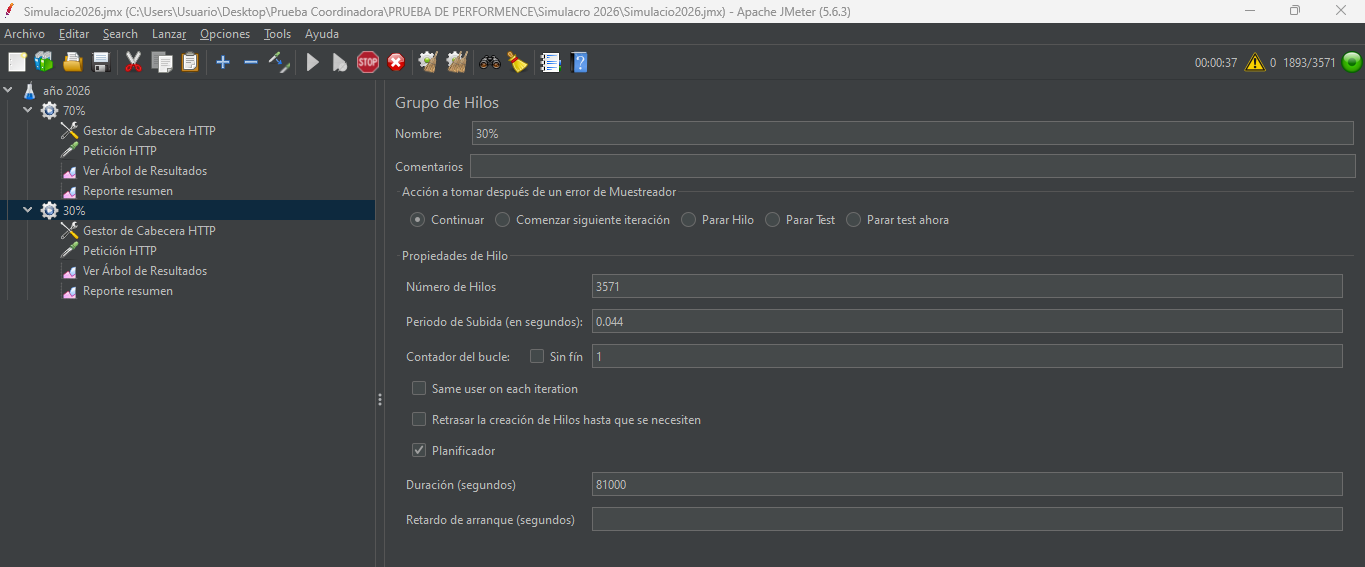 Simulacio2026.jmx (C:\Users\Usuario\Desktop\Prueba Coordinadora\PRUEBA DE PERFORMENCE\Simulacro 2026\Simulacio2026.jmx) - Apache JMeter (5.6.3)
Archivo Editar Search Lanzar Opciones Tools Ayuda
STOP 00:00:37 0 1893/3571
año 2026
70%
Gestor de Cabecera HTTP
Petición HTTP
Ver Árbol de Resultados
Reporte resumen
30%
Gestor de Cabecera HTTP
Petición HTTP
Ver Árbol de Resultados
Reporte resumen
Grupo de Hilos
Nombre: 30%
Comentarios
Acción a tomar después de un error de Muestreador
Continuar Comenzar siguiente iteración Parar Hilo Parar Test Parar test ahora
Propiedades de Hilo
Número de Hilos 3571
Periodo de Subida (en segundos): 0.044
Contador del bucle: Sin fín 1
Same user on each iteration
Retrasar la creación de Hilos hasta que se necesiten
Planificador
Duración (segundos) 81000
Retardo de arranque (segundos)